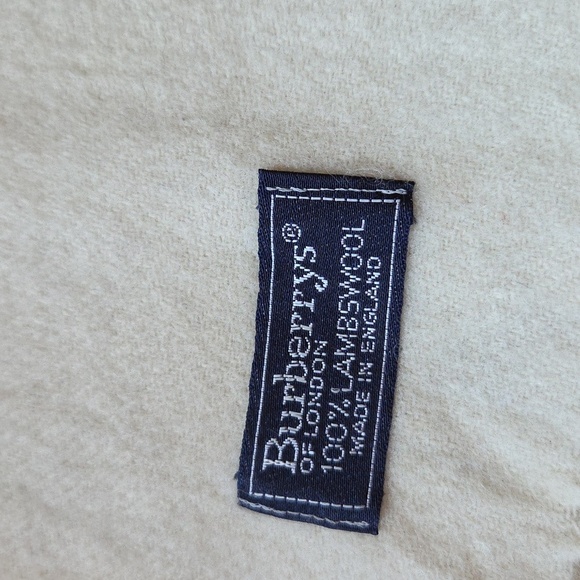 Burberrys®
OF LONDON
100% LAMBSWOOL
MADE IN ENGLAND